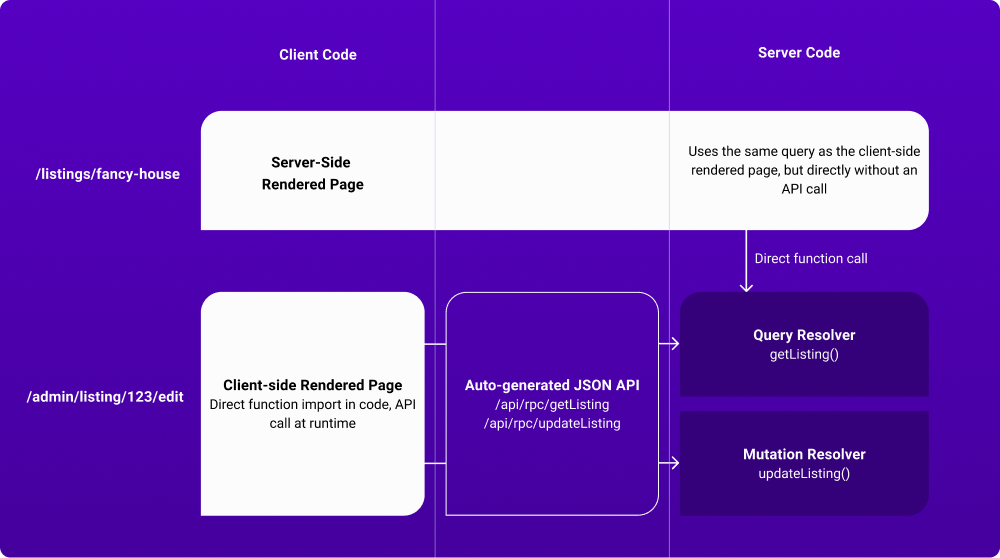 Client Code
Server Code
/listings/fancy-house
Server-Side
Rendered Page
Uses the same query as the client-side
rendered page, but directly without an
API call
Direct function call
/admin/listing/123/edit
Client-side Rendered Page
Direct function import in code, API
call at runtime
Auto-generated JSON API
/api/rpc/getListing
/api/rpc/updateListing
Query Resolver
getListing()
Mutation Resolver
updateListing()